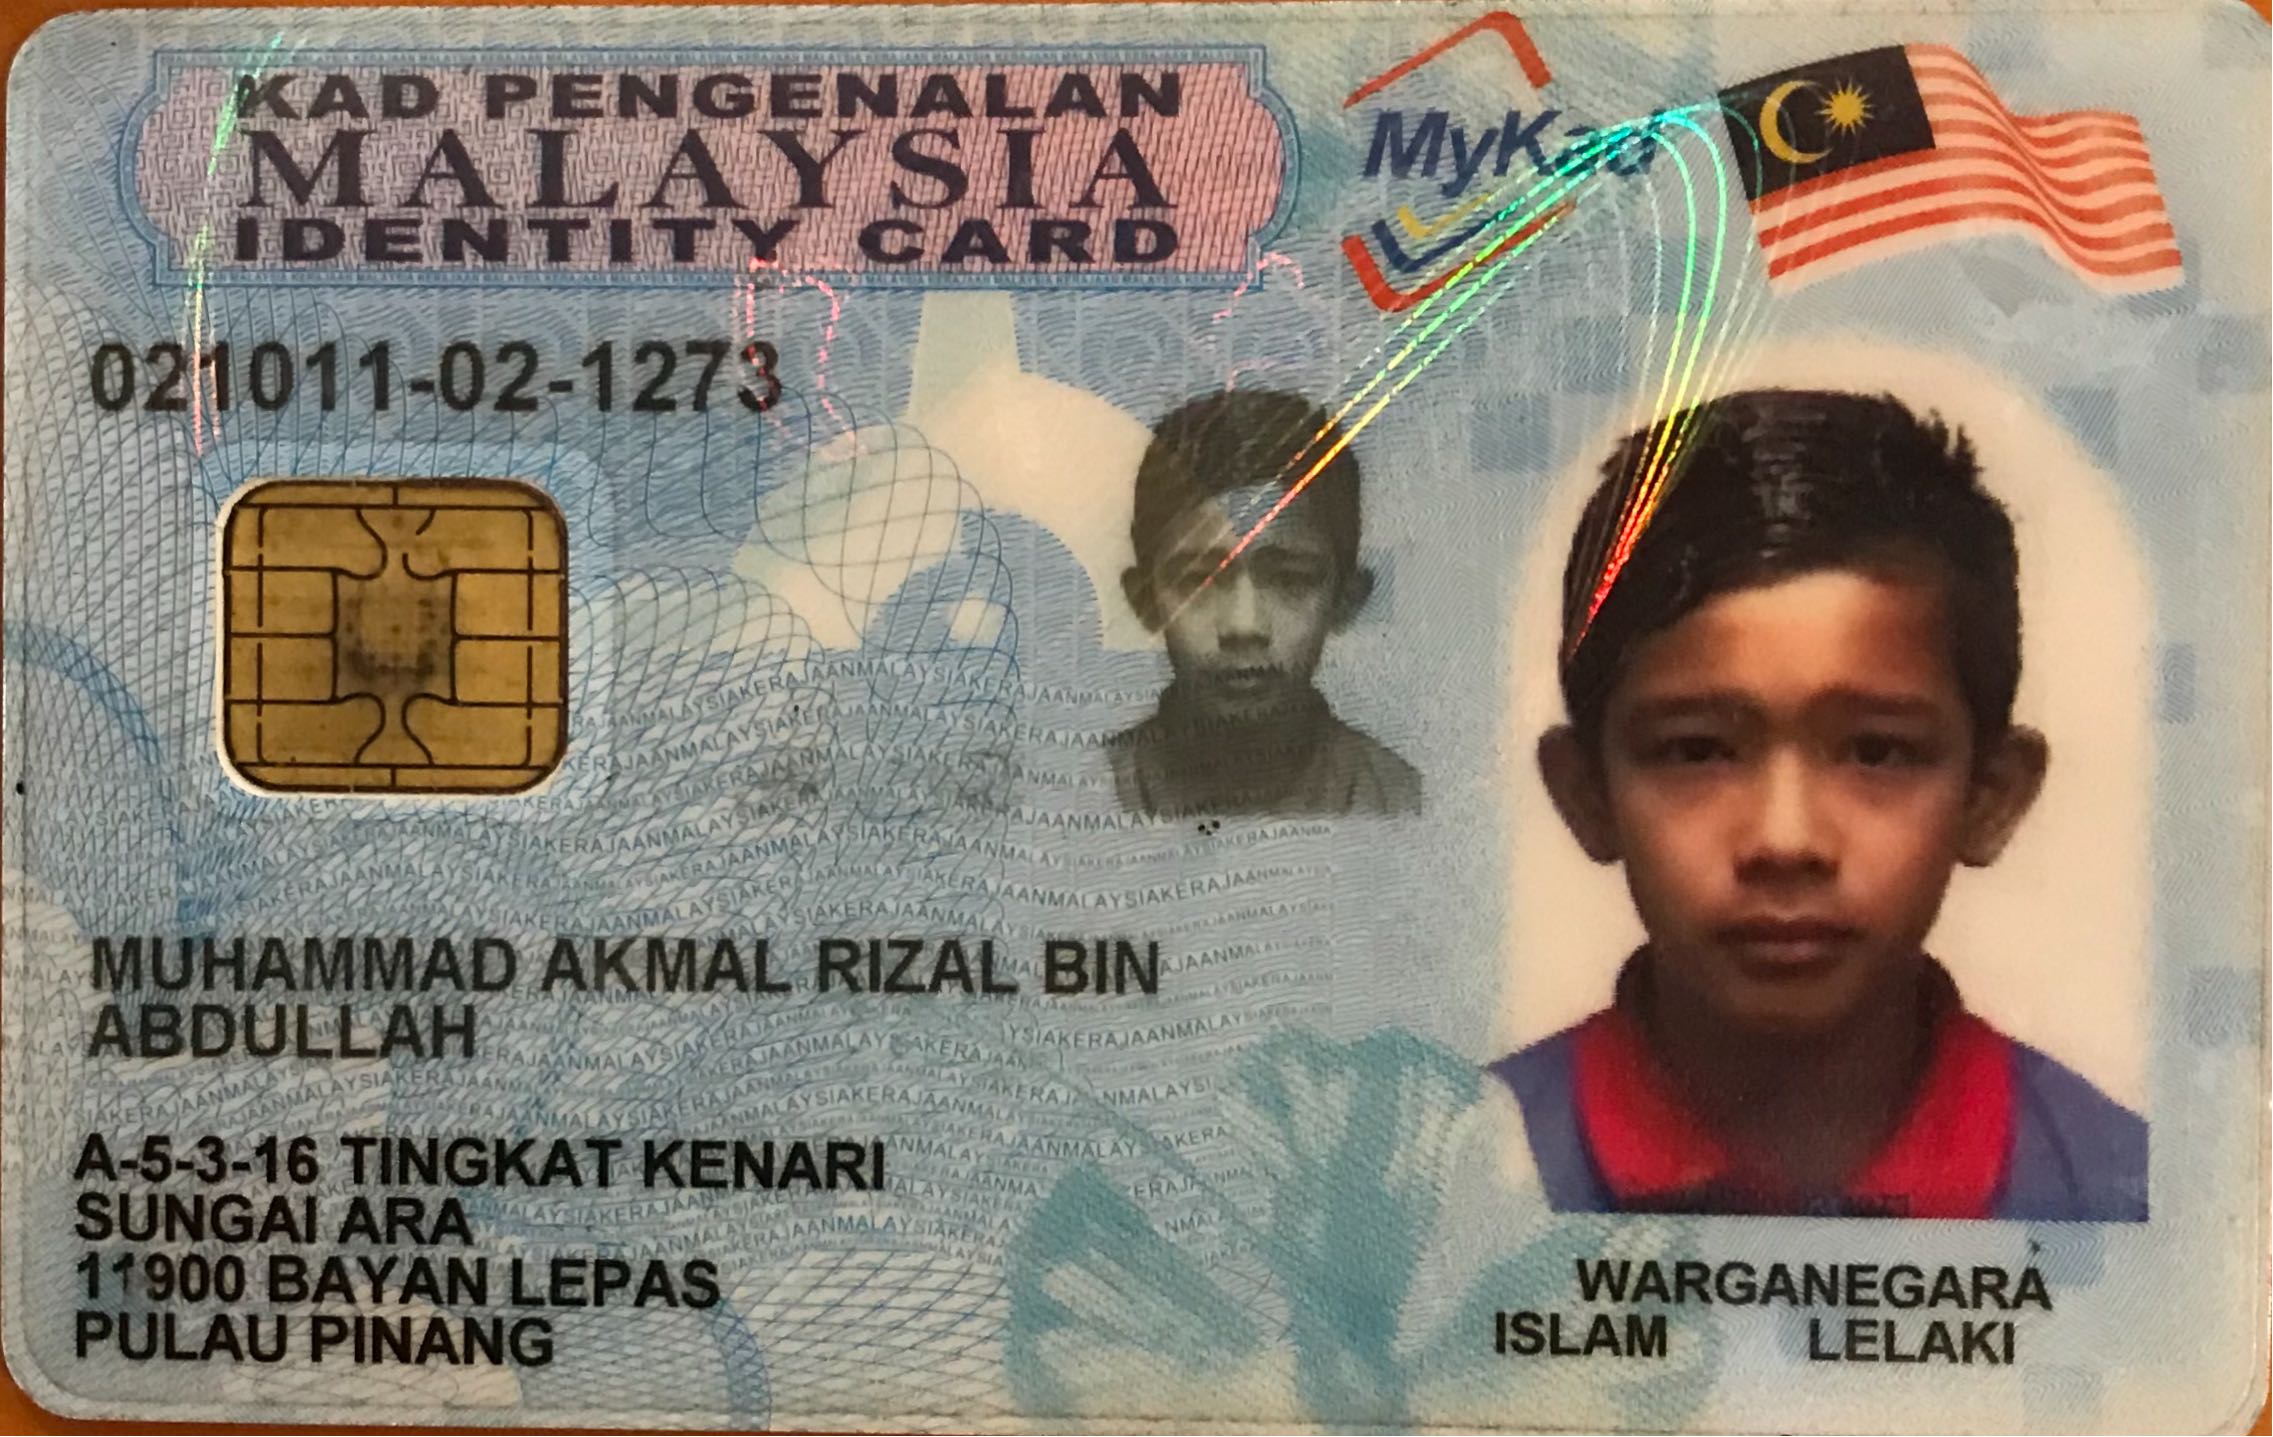 KAD PENGENALAN
MALAYSIA
IDENTITY CARD
MyKad
021011-02-1273
MUHAMMAD AKMAL RIZAL BIN
ABDULLAH
A-5-3-16 TINGKAT KENARI
SUNGAI ARA
11900 BAYAN LEPAS
PULAU PINANG
WARGANEGARA
ISLAM LELAKI